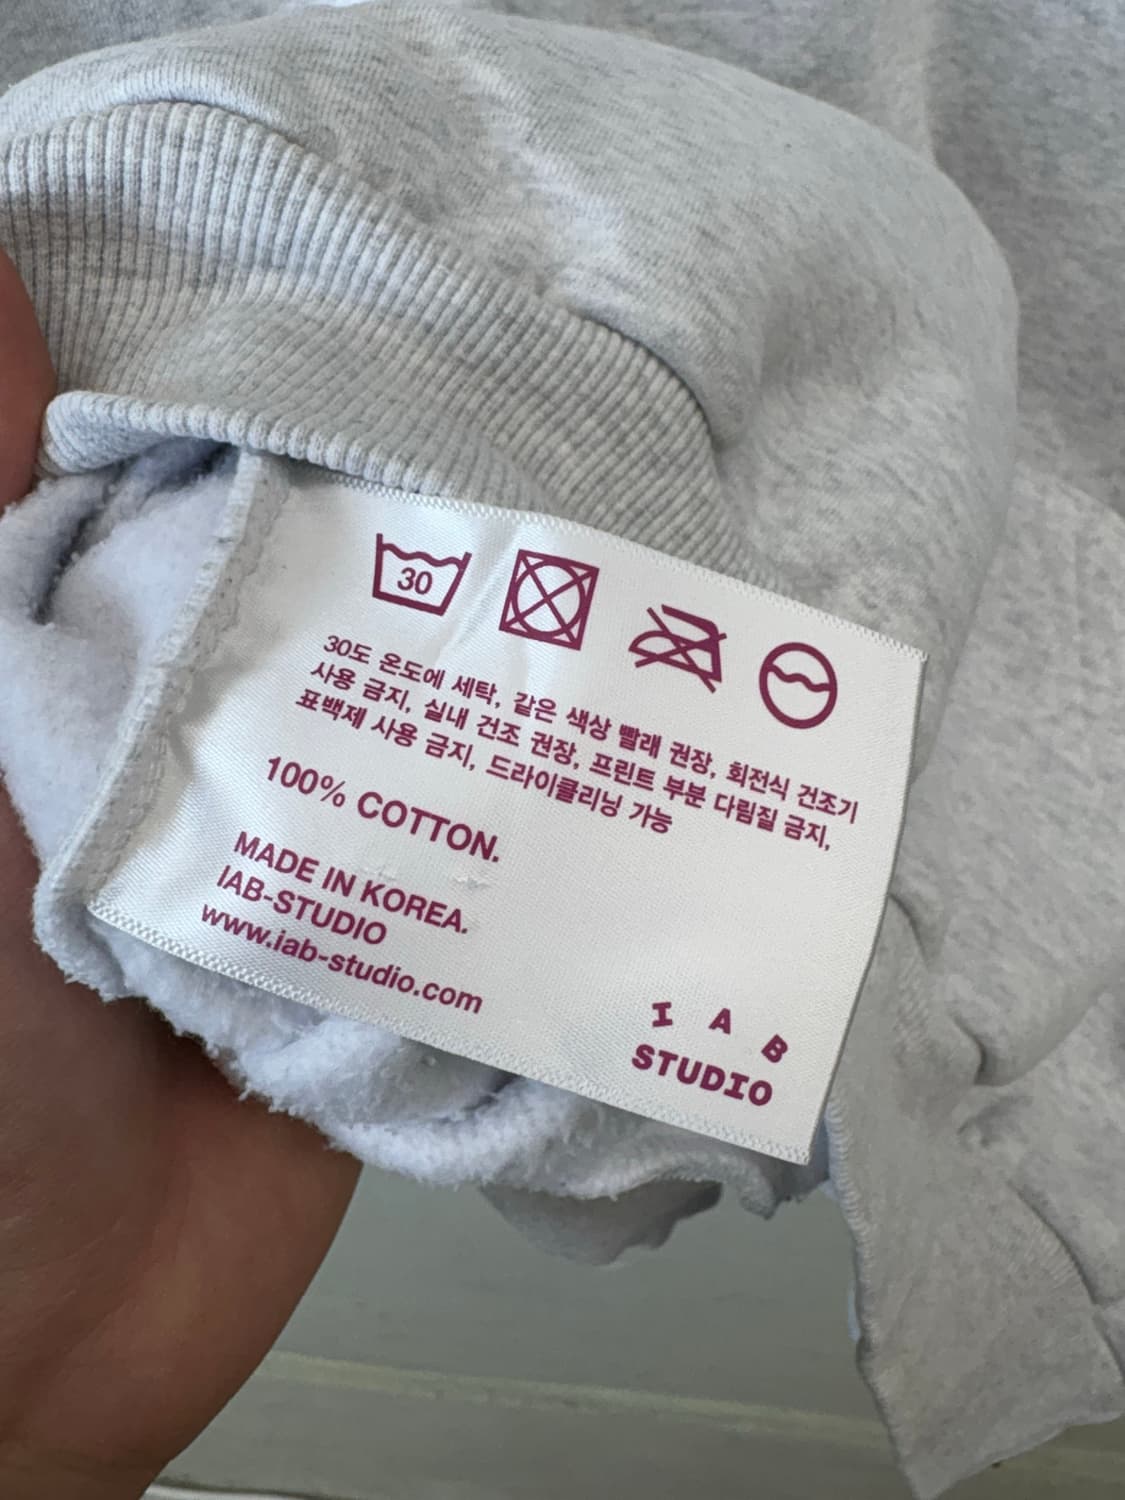 30
30도 온도에 세탁, 같은 색상 빨래 권장, 회전식 건조기
사용 금지, 실내 건조 권장, 프린트 부분 다림질 금지,
표백제 사용 금지, 드라이클리닝 가능
100% COTTON.
MADE IN KOREA.
IAB-STUDIO
www.iab-studio.com
I A B
STUDIO